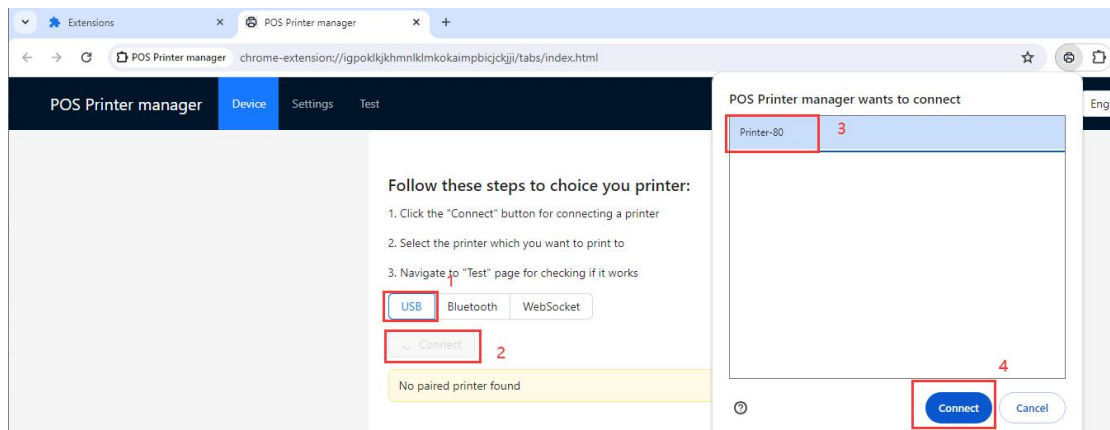 Extensions
POS Printer manager
POS Printer manager
chrome-extension://igpoklkjkhmnlklmkokaimpbicjckjji/tabs/index.html
POS Printer manager
Device
Settings
Test
Eng
POS Printer manager wants to connect
Printer-80
3
Follow these steps to choice you printer:
1. Click the "Connect" button for connecting a printer
2. Select the printer which you want to print to
3. Navigate to "Test" page for checking if it works
1
USB
Bluetooth
WebSocket
Connect
2
No paired printer found
4
Connect
Cancel